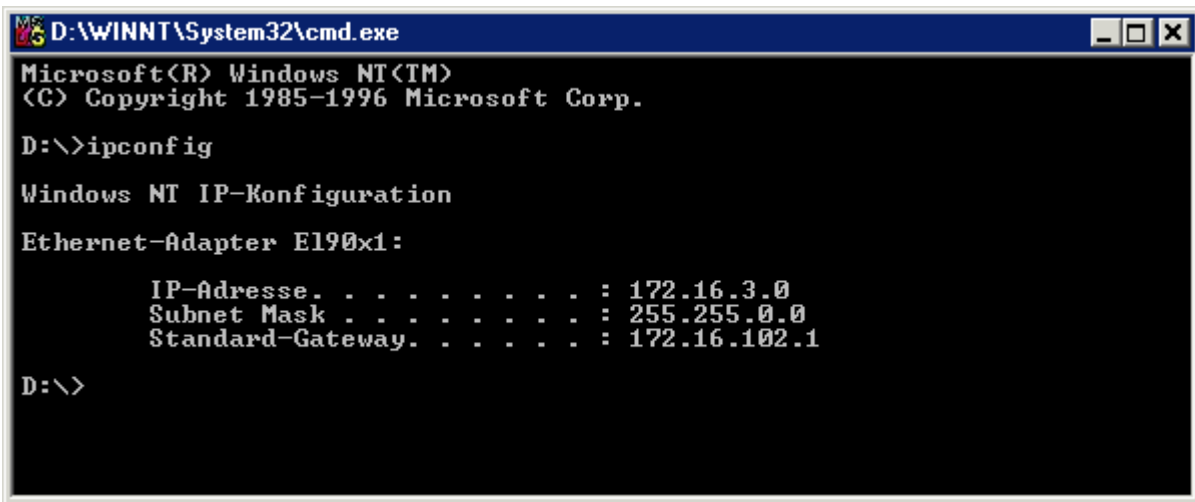 D:\WINNT\System32\cmd.exe
Microsoft(R) Windows NT(TM)
(C) Copyright 1985-1996 Microsoft Corp.
D:\>ipconfig
Windows NT IP-Konfiguration
Ethernet-Adapter El90x1:
IP-Adresse. . . . . . . . . : 172.16.3.0
Subnet Mask . . . . . . . . : 255.255.0.0
Standard-Gateway. . . . . . : 172.16.102.1
D:\>